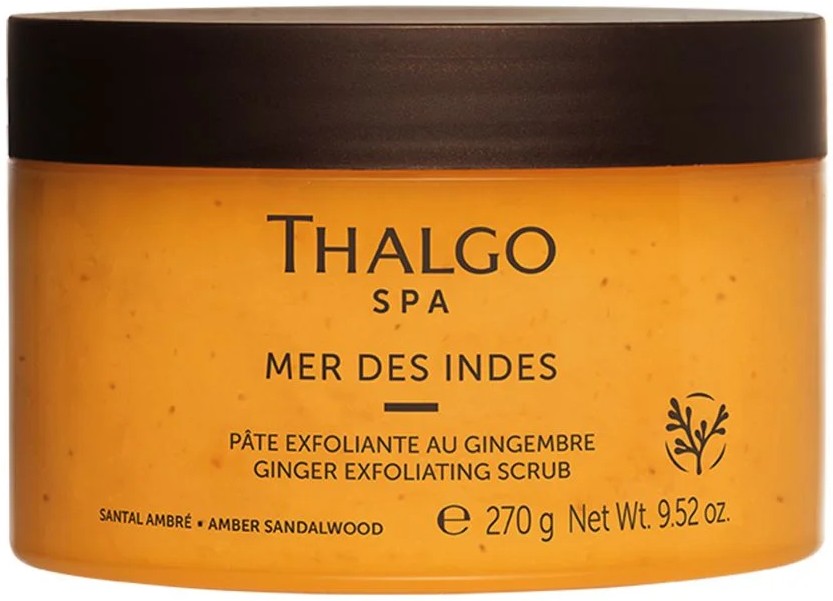 THALGO
SPA
MER DES INDES
PÂTE EXFOLIANTE AU GINGEMBRE
GINGER EXFOLIATING SCRUB
SANTAL AMBRÉ ▪ AMBER SANDALWOOD
℮ 270 g Net Wt. 9.52 oz.